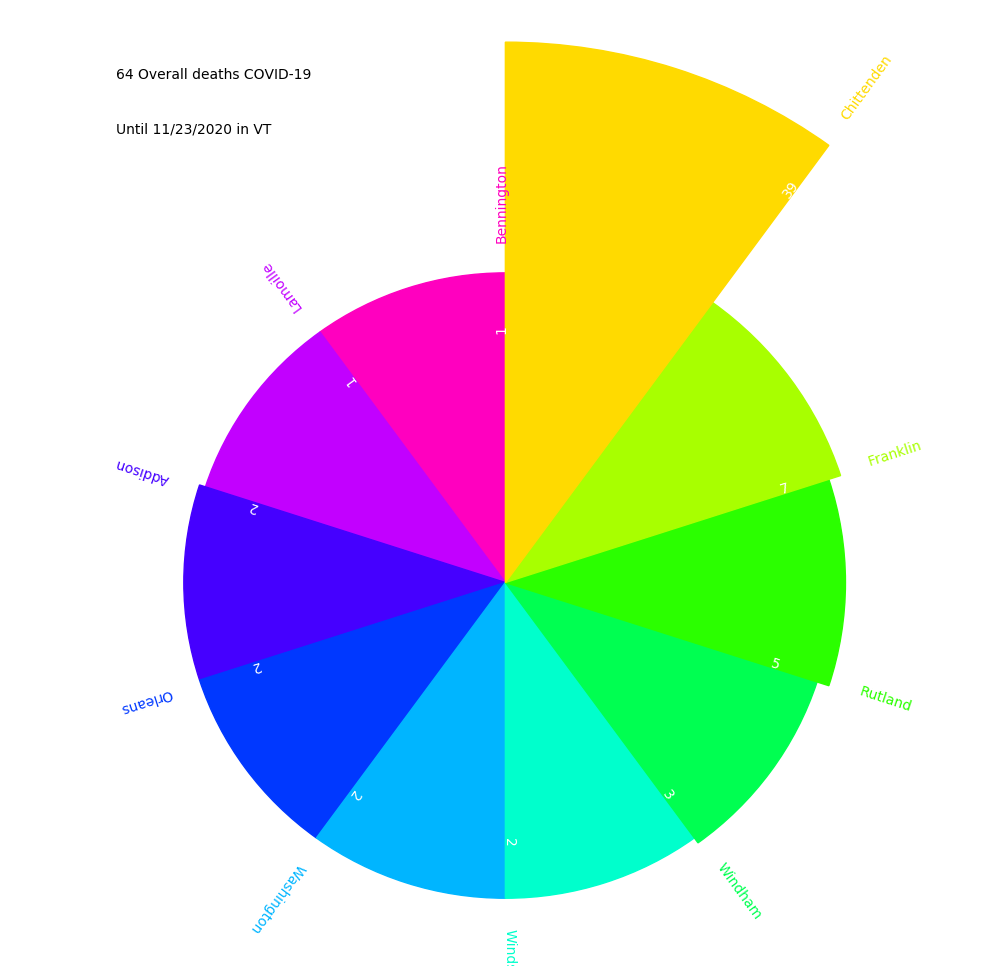 64 Overall deaths COVID-19
Until 11/23/2020 in VT
Chittenden
39
Franklin
7
Rutland
5
Windham
3
Winds
2
Washington
2
Orleans
2
Addison
2
Lamoille
1
Bennington
1